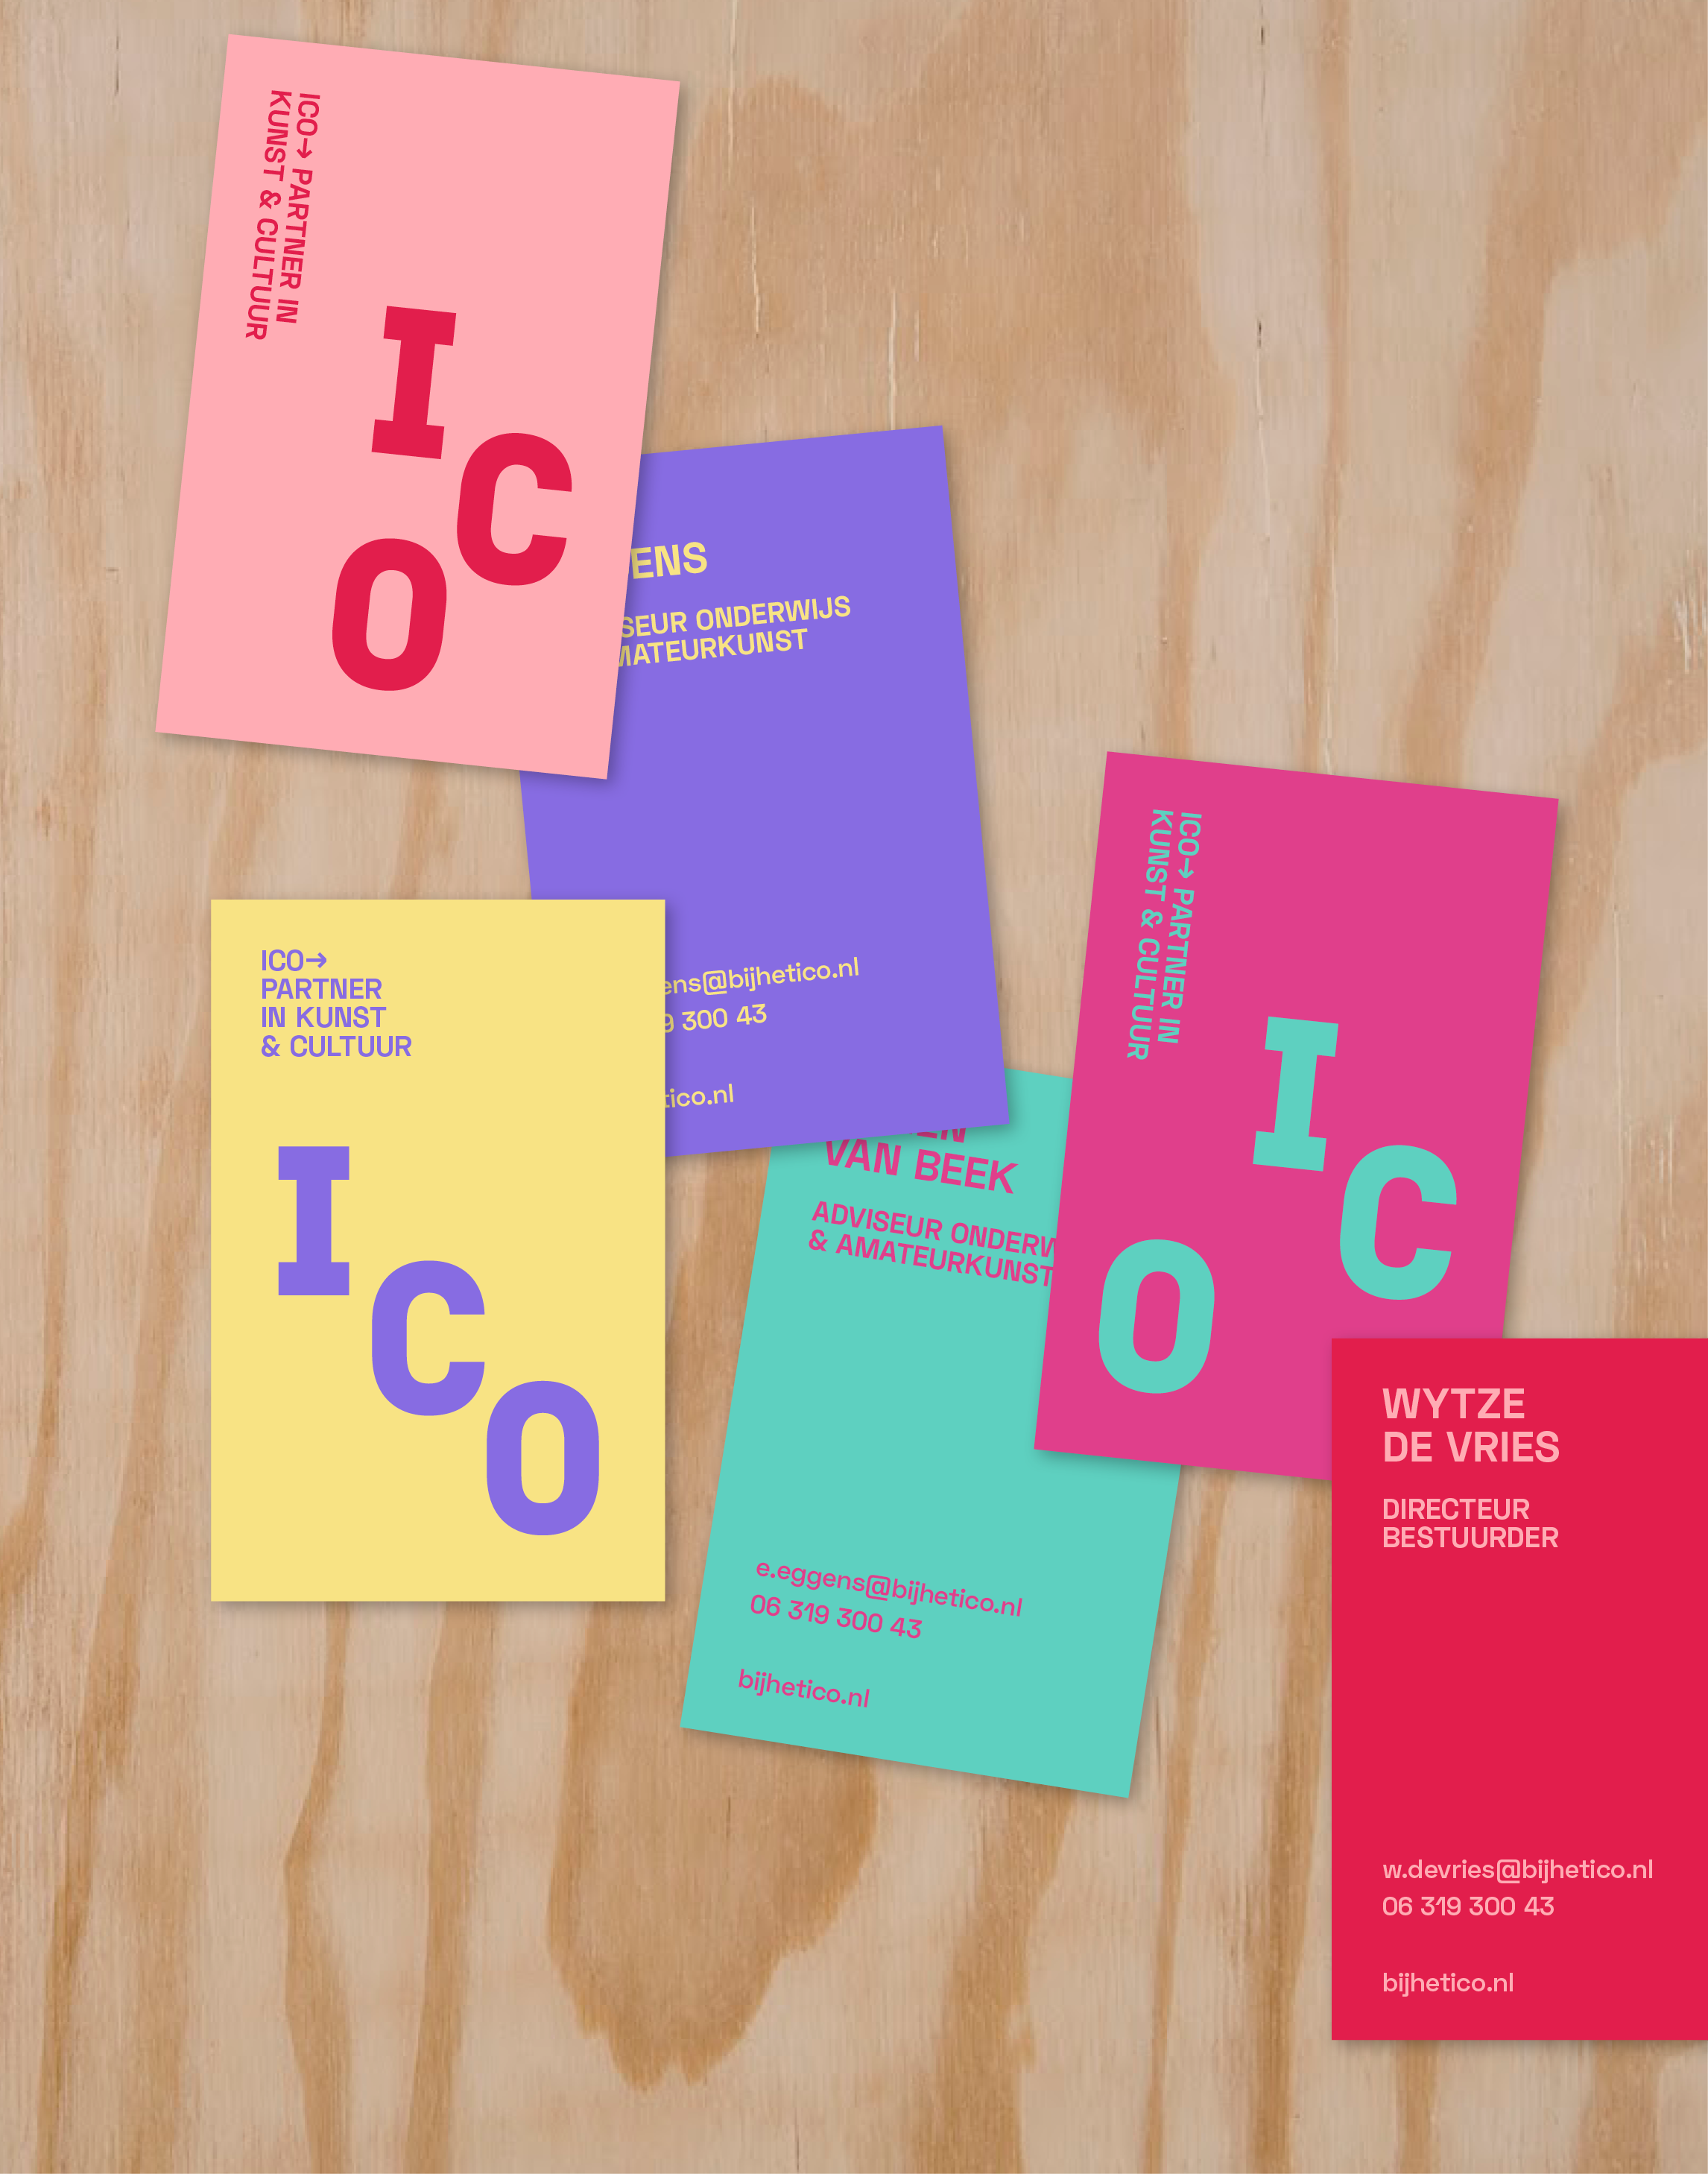 ICO→ PARTNER IN
KUNST & CULTUUR
I
C
O
ENS
SEUR ONDERWIJS
MATEURKUNST
ens@bijhetico.nl
9 300 43
tico.nl
ICO→
PARTNER
IN KUNST
& CULTUUR
I
C
O
VAN BEEK
ADVISEUR ONDERW
& AMATEURKUNST
e.eggens@bijhetico.nl
06 319 300 43
bijhetico.nl
ICO→ PARTNER IN
KUNST & CULTUUR
I
C
O
WYTZE
DE VRIES
DIRECTEUR
BESTUURDER
w.devries@bijhetico.nl
06 319 300 43
bijhetico.nl